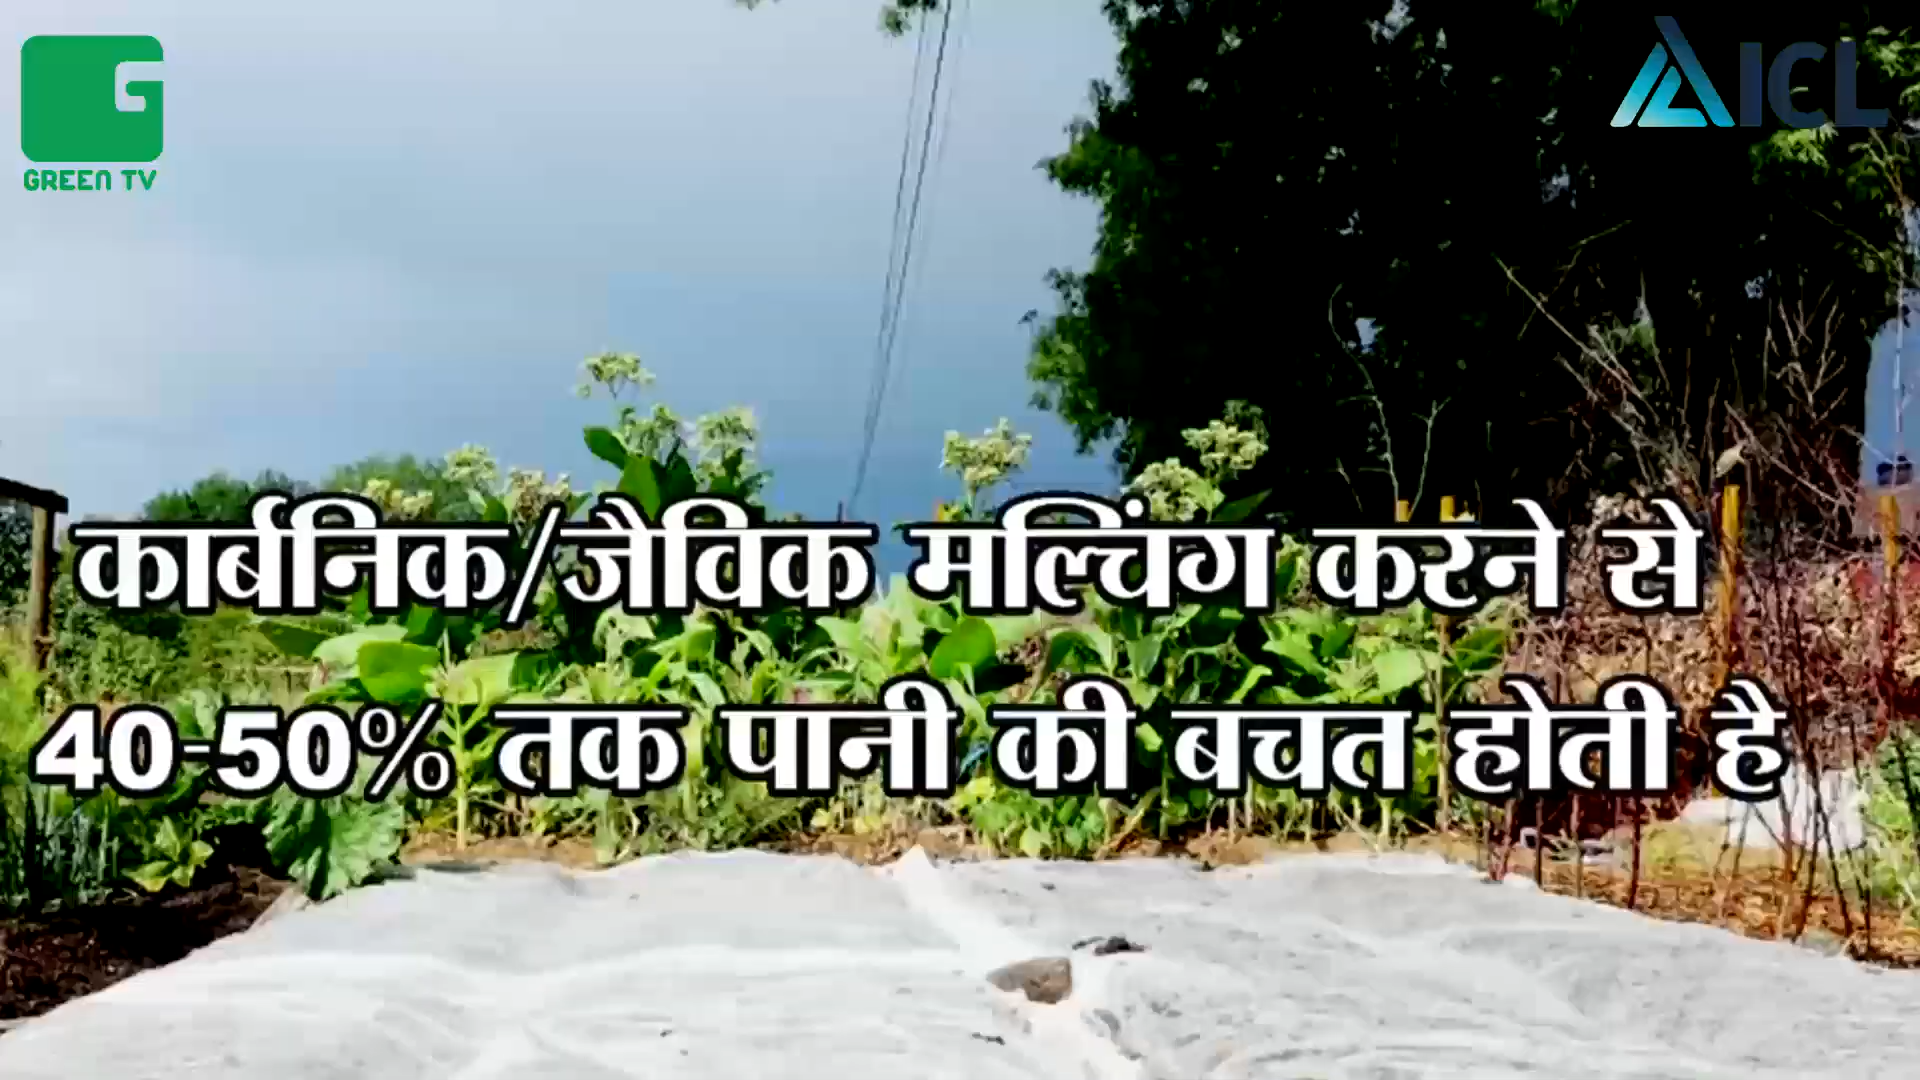 GREEN TV
ICL
कार्बनिक/जैविक मल्चिंग करने से
40-50% तक पानी की बचत होती है